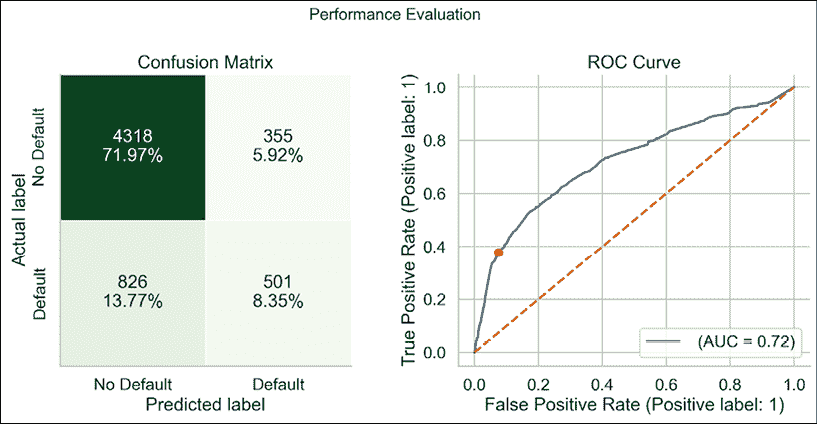 Performance Evaluation
Confusion Matrix
Actual label
No Default
Default
4318
71.97%
355
5.92%
826
13.77%
501
8.35%
No Default
Default
Predicted label
ROC Curve
True Positive Rate (Positive label: 1)
1.0
0.8
0.6
0.4
0.2
0.0
(AUC = 0.72)
0.0
0.2
0.4
0.6
0.8
1.0
False Positive Rate (Positive label: 1)